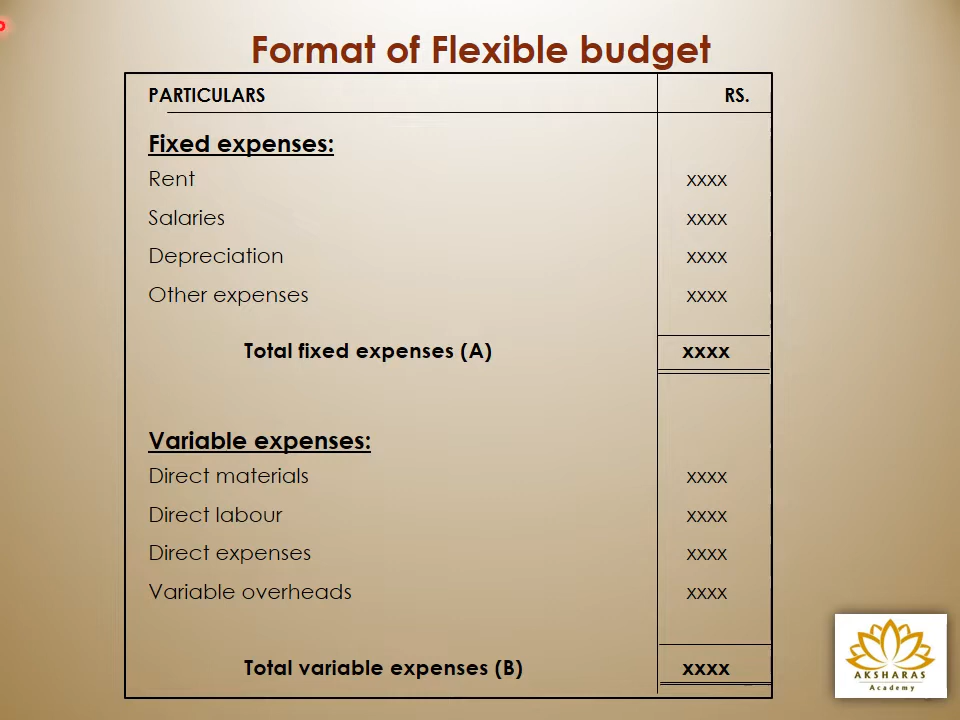 Format of Flexible budget
PARTICULARS RS.
Fixed expenses:
Rent xxxx
Salaries xxxx
Depreciation xxxx
Other expenses xxxx
Total fixed expenses (A) xxxx
Variable expenses:
Direct materials xxxx
Direct labour xxxx
Direct expenses xxxx
Variable overheads xxxx
Total variable expenses (B) xxxx
AKSHARAS
Academy